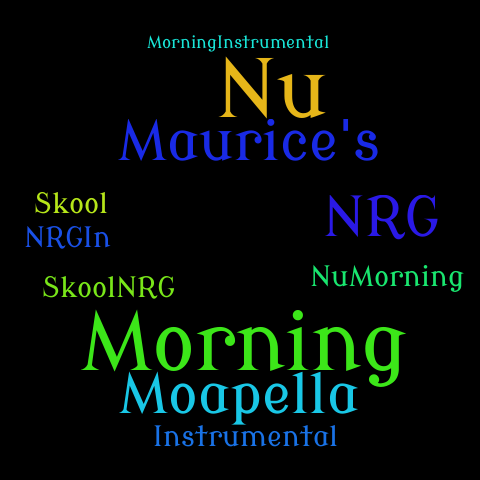 MorningInstrumental
Nu
Maurice's
Skool
NRG
NRGIn
NuMorning
SkoolNRG
Morning
Moapella
Instrumental